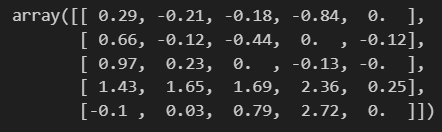 array([[ 0.29, -0.21, -0.18, -0.84,  0.  ],
       [ 0.66, -0.12, -0.44,  0.  , -0.12],
       [ 0.97,  0.23,  0.  , -0.13, -0.  ],
       [ 1.43,  1.65,  1.69,  2.36,  0.25],
       [-0.1 ,  0.03,  0.79,  2.72,  0.  ]])